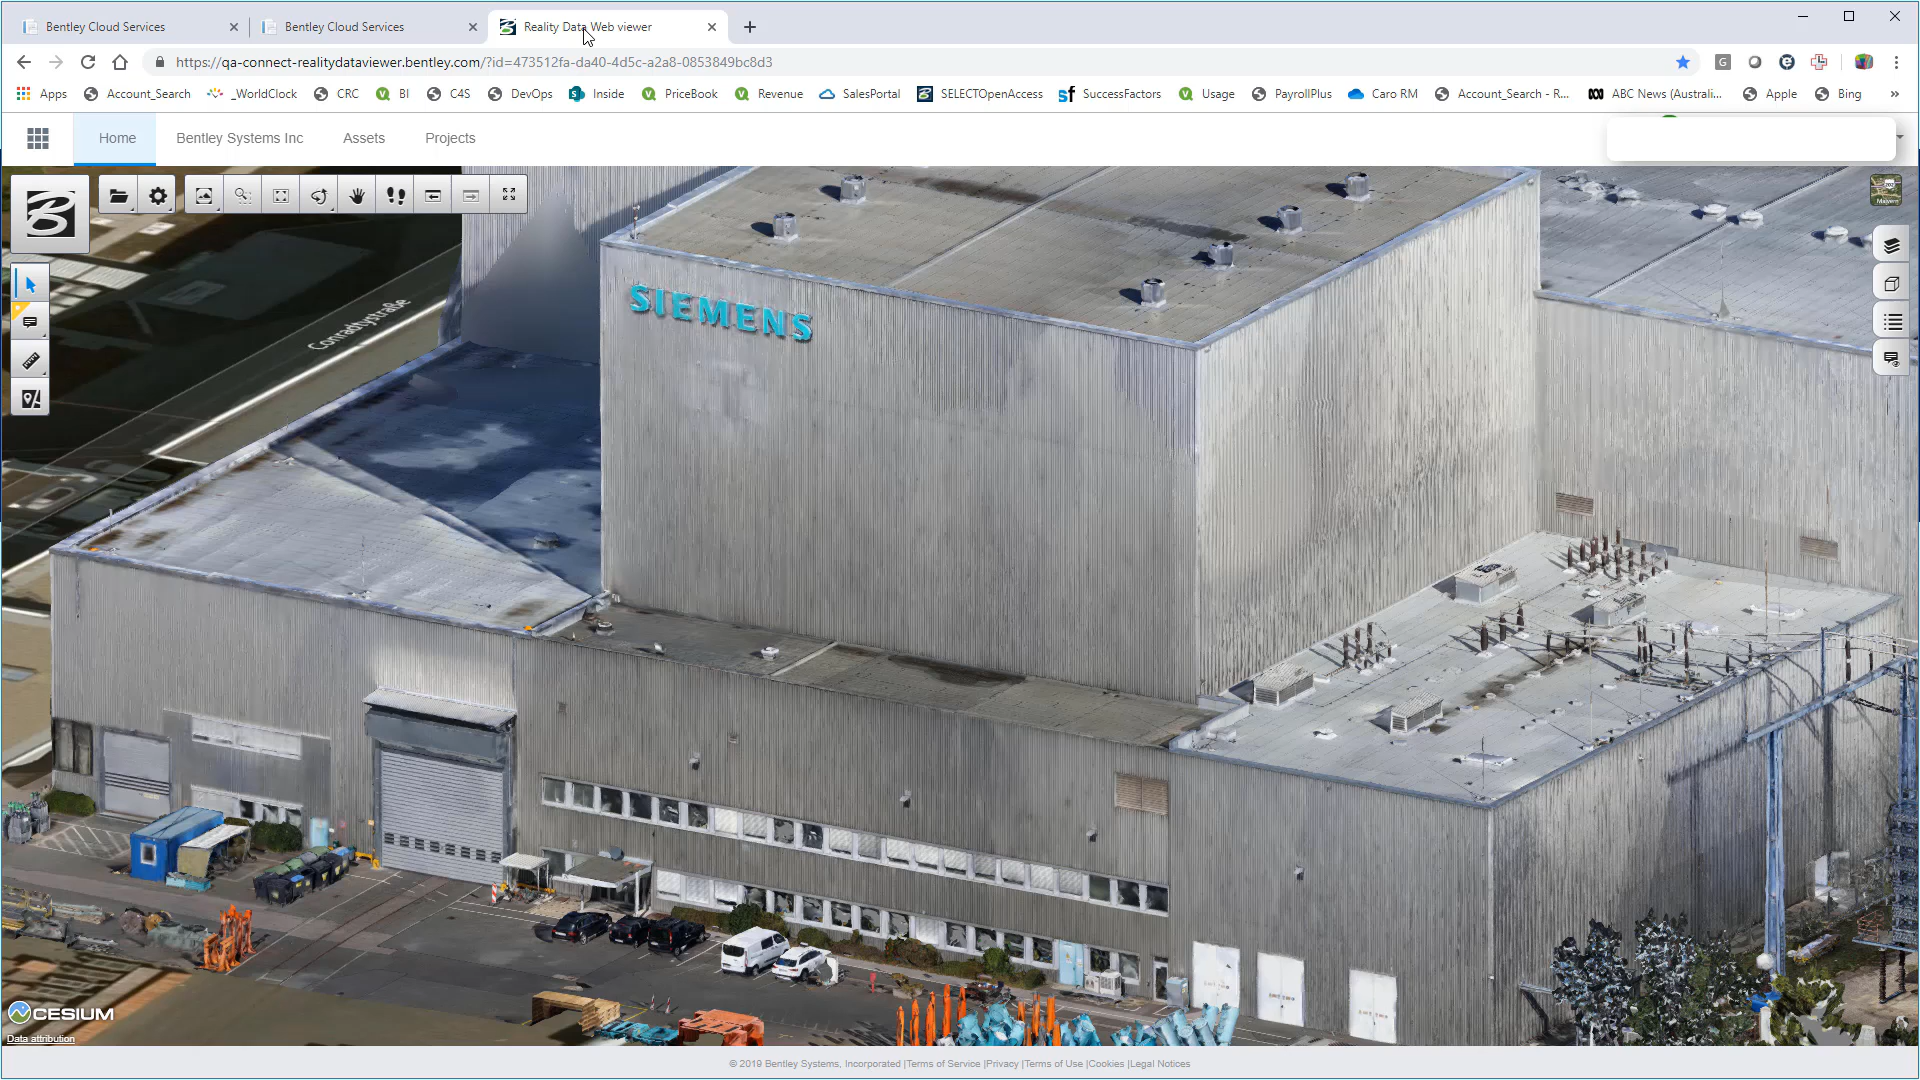 Bentley Cloud Services
Bentley Cloud Services
Reality Data Web viewer
https://qa-connect-realitydataviewer.bentley.com/?id=473512fa-da40-4d5c-a2a8-0853849bc8d3
Apps Account_Search _WorldClock CRC BI C4S DevOps Inside PriceBook Revenue SalesPortal SELECTOpenAccess SuccessFactors Usage PayrollPlus Caro RM Account_Search - R... ABC News (Australi... Apple Bing »
Home Bentley Systems Inc Assets Projects
Malvern
Conradtystraße
SIEMENS
CESIUM
Data attribution
© 2019 Bentley Systems, Incorporated |Terms of Service |Privacy |Terms of Use |Cookies |Legal Notices